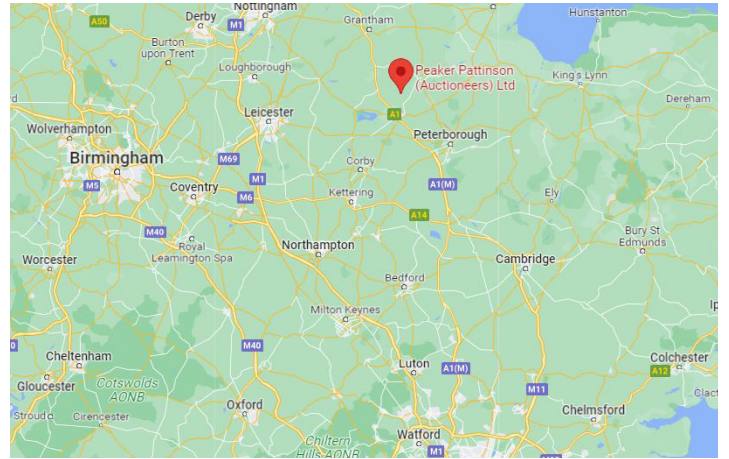 Nottingham
Hunstanton
Derby
M1
A50
Grantham
Burton
upon Trent
Loughborough
Peaker Pattinson
(Auctioneers) Ltd
King's Lynn
Dereham
Leicester
A1
Wolverhampton
Peterborough
Birmingham
M69
Corby
M5
Coventry
M1
M6
Kettering
A1(M)
Ely
A14
M40
Bury St
Edmunds
Royal
Leamington Spa
Northampton
Worcester
Cambridge
Bedford
Milton Keynes
M40
Cheltenham
Luton
A1(M)
Colchester
A12
M11
Gloucester
Cotswolds
AONB
Oxford
Chelmsford
Stroud
Cirencester
Watford
Chiltern
Hills AONB
M1